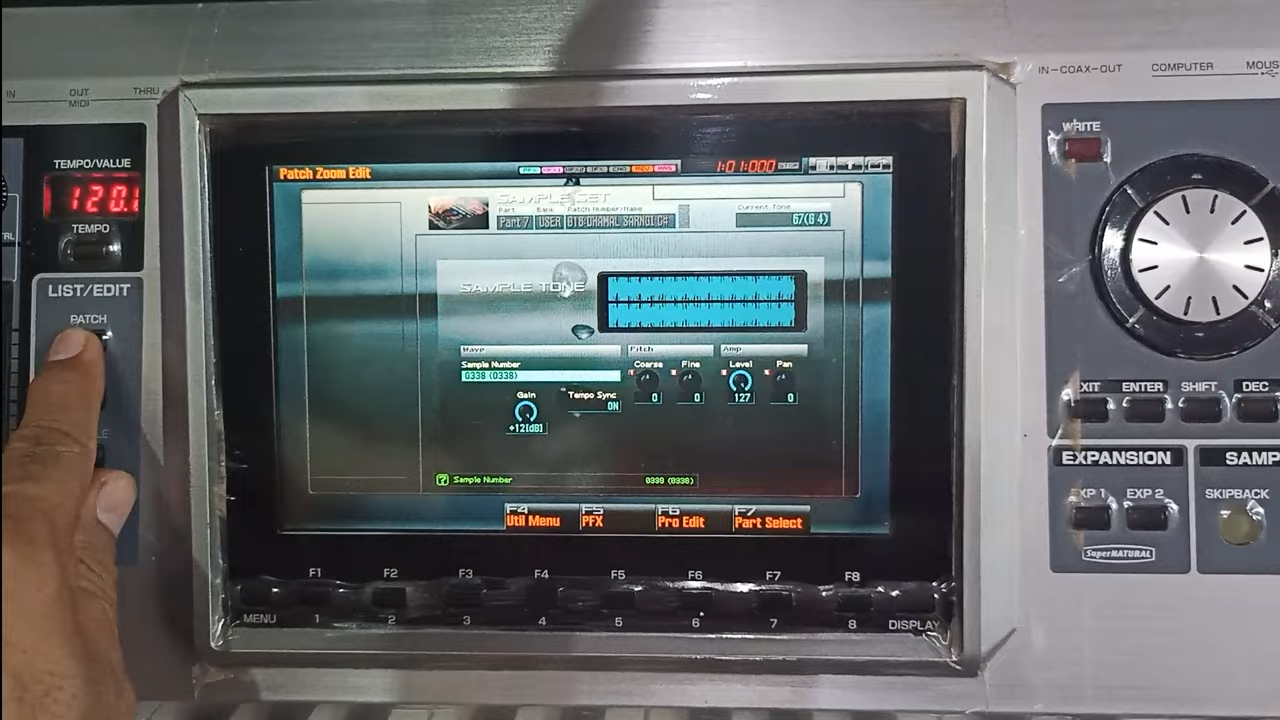 IN OUT THRU
MIDI
IN-COAX-OUT COMPUTER
TEMPO/VALUE
120.
TEMPO
LIST/EDIT
PATCH
Patch Zoom Edit
1:01:000
SAMPLE SET
Part Bank Patch Number/Name Current Tone
Part 7 USER DHAMAL SARNGI C# 67(G 4)
SAMPLE TONE
Wave Pitch Amp
Sample Number Coarse Fine Level Pan
0338 (0338)
Gain Tempo Sync
ON 0 0 127 0
+12[dB]
Sample Number 0338 (0338)
F4 F5 F6 F7
Util Menu PFX Pro Edit Part Select
F1 F2 F3 F4 F5 F6 F7 F8
MENU 1 2 3 4 5 6 7 8 DISPLAY
WRITE
EXIT ENTER SHIFT DEC
EXPANSION
EXP 1 EXP 2 SKIPBACK
SuperNATURAL